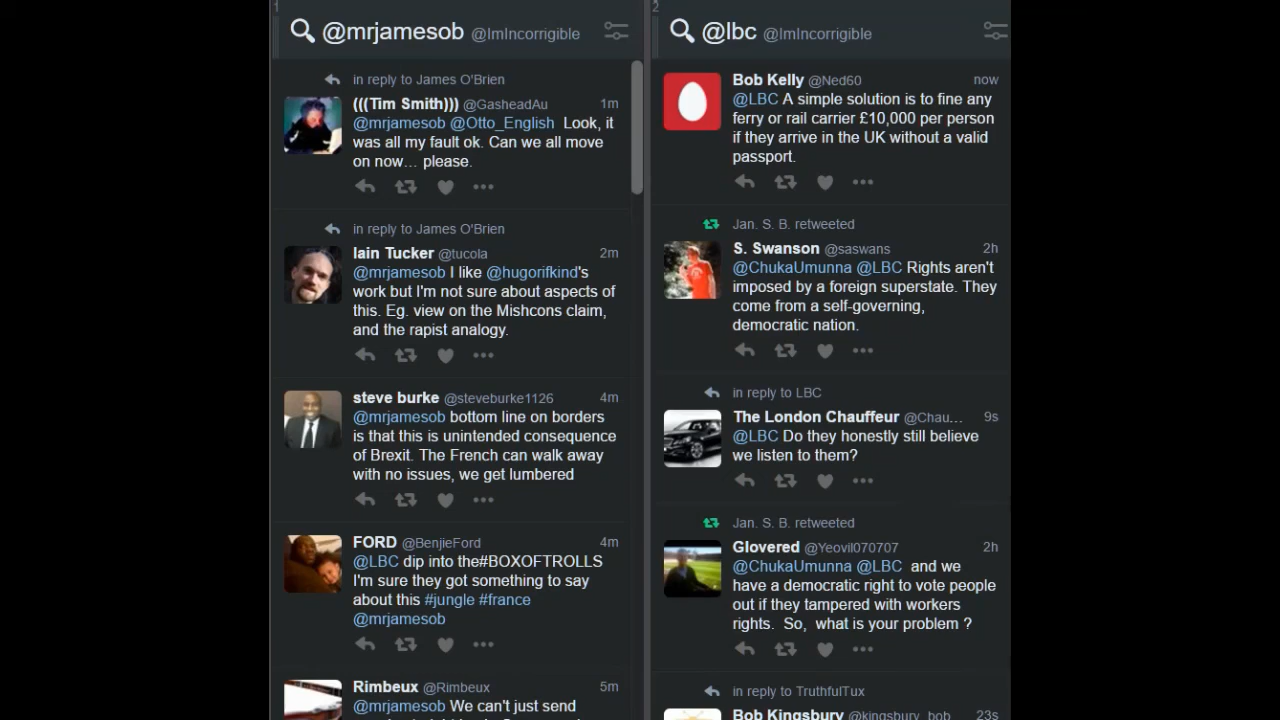 1
@mrjamesob @ImIncorrigible
in reply to James O'Brien
(((Tim Smith))) @GasheadAu 1m
@mrjamesob @Otto_English Look, it
was all my fault ok. Can we all move
on now… please.
in reply to James O'Brien
Iain Tucker @tucola 2m
@mrjamesob I like @hugorifkind's
work but I'm not sure about aspects of
this. Eg. view on the Mishcons claim,
and the rapist analogy.
steve burke @steveburke1126 4m
@mrjamesob bottom line on borders
is that this is unintended consequence
of Brexit. The French can walk away
with no issues, we get lumbered
FORD @BenjieFord 4m
@LBC dip into the#BOXOFTROLLS
I'm sure they got something to say
about this #jungle #france
@mrjamesob
Rimbeux @Rimbeux 5m
@mrjamesob We can't just send
2
@lbc @ImIncorrigible
Bob Kelly @Ned60 now
@LBC A simple solution is to fine any
ferry or rail carrier £10,000 per person
if they arrive in the UK without a valid
passport.
Jan. S. B. retweeted
S. Swanson @saswans 2h
@ChukaUmunna @LBC Rights aren't
imposed by a foreign superstate. They
come from a self-governing,
democratic nation.
in reply to LBC
The London Chauffeur @Chau… 9s
@LBC Do they honestly still believe
we listen to them?
Jan. S. B. retweeted
Glovered @Yeovil070707 2h
@ChukaUmunna @LBC and we
have a democratic right to vote people
out if they tampered with workers
rights. So, what is your problem ?
in reply to TruthfulTux
Bob Kingsbury @kingsbury_bob 23s